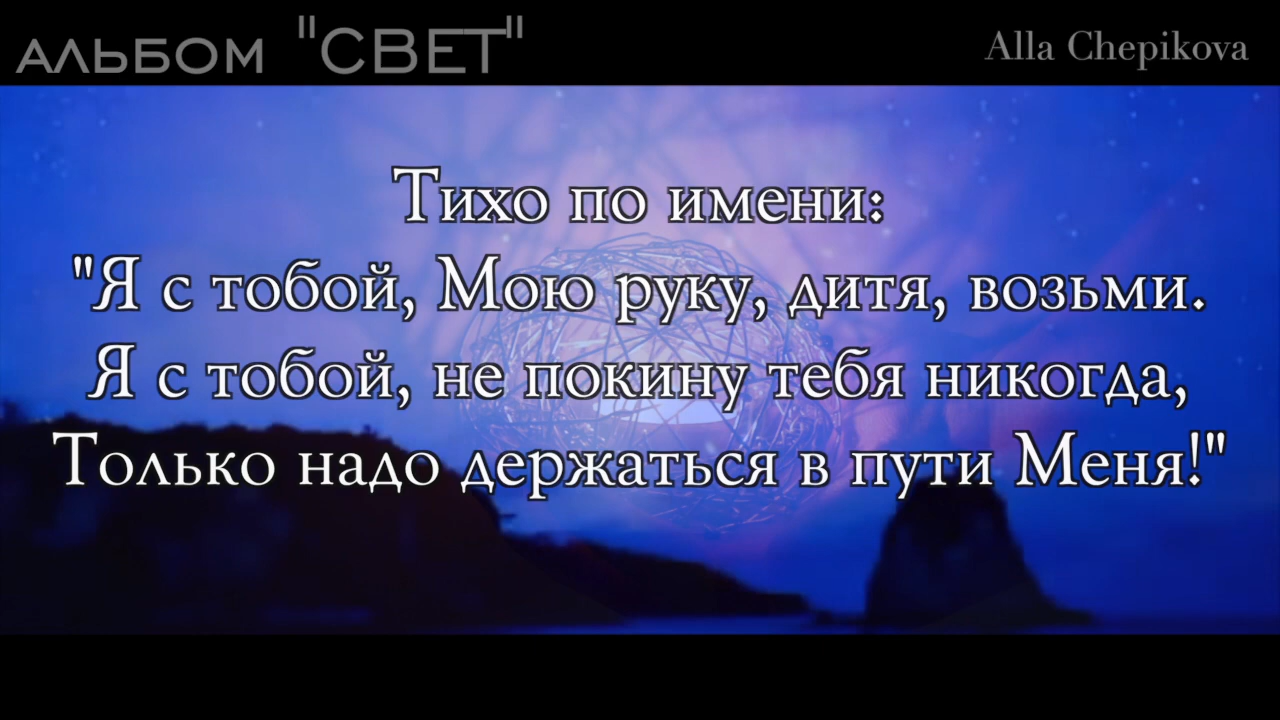 АЛЬБОМ "СВЕТ"
Alla Chepikova
Тихо по имени:
"Я с тобой, Мою руку, дитя, возьми.
Я с тобой, не покину тебя никогда,
Только надо держаться в пути Меня!"